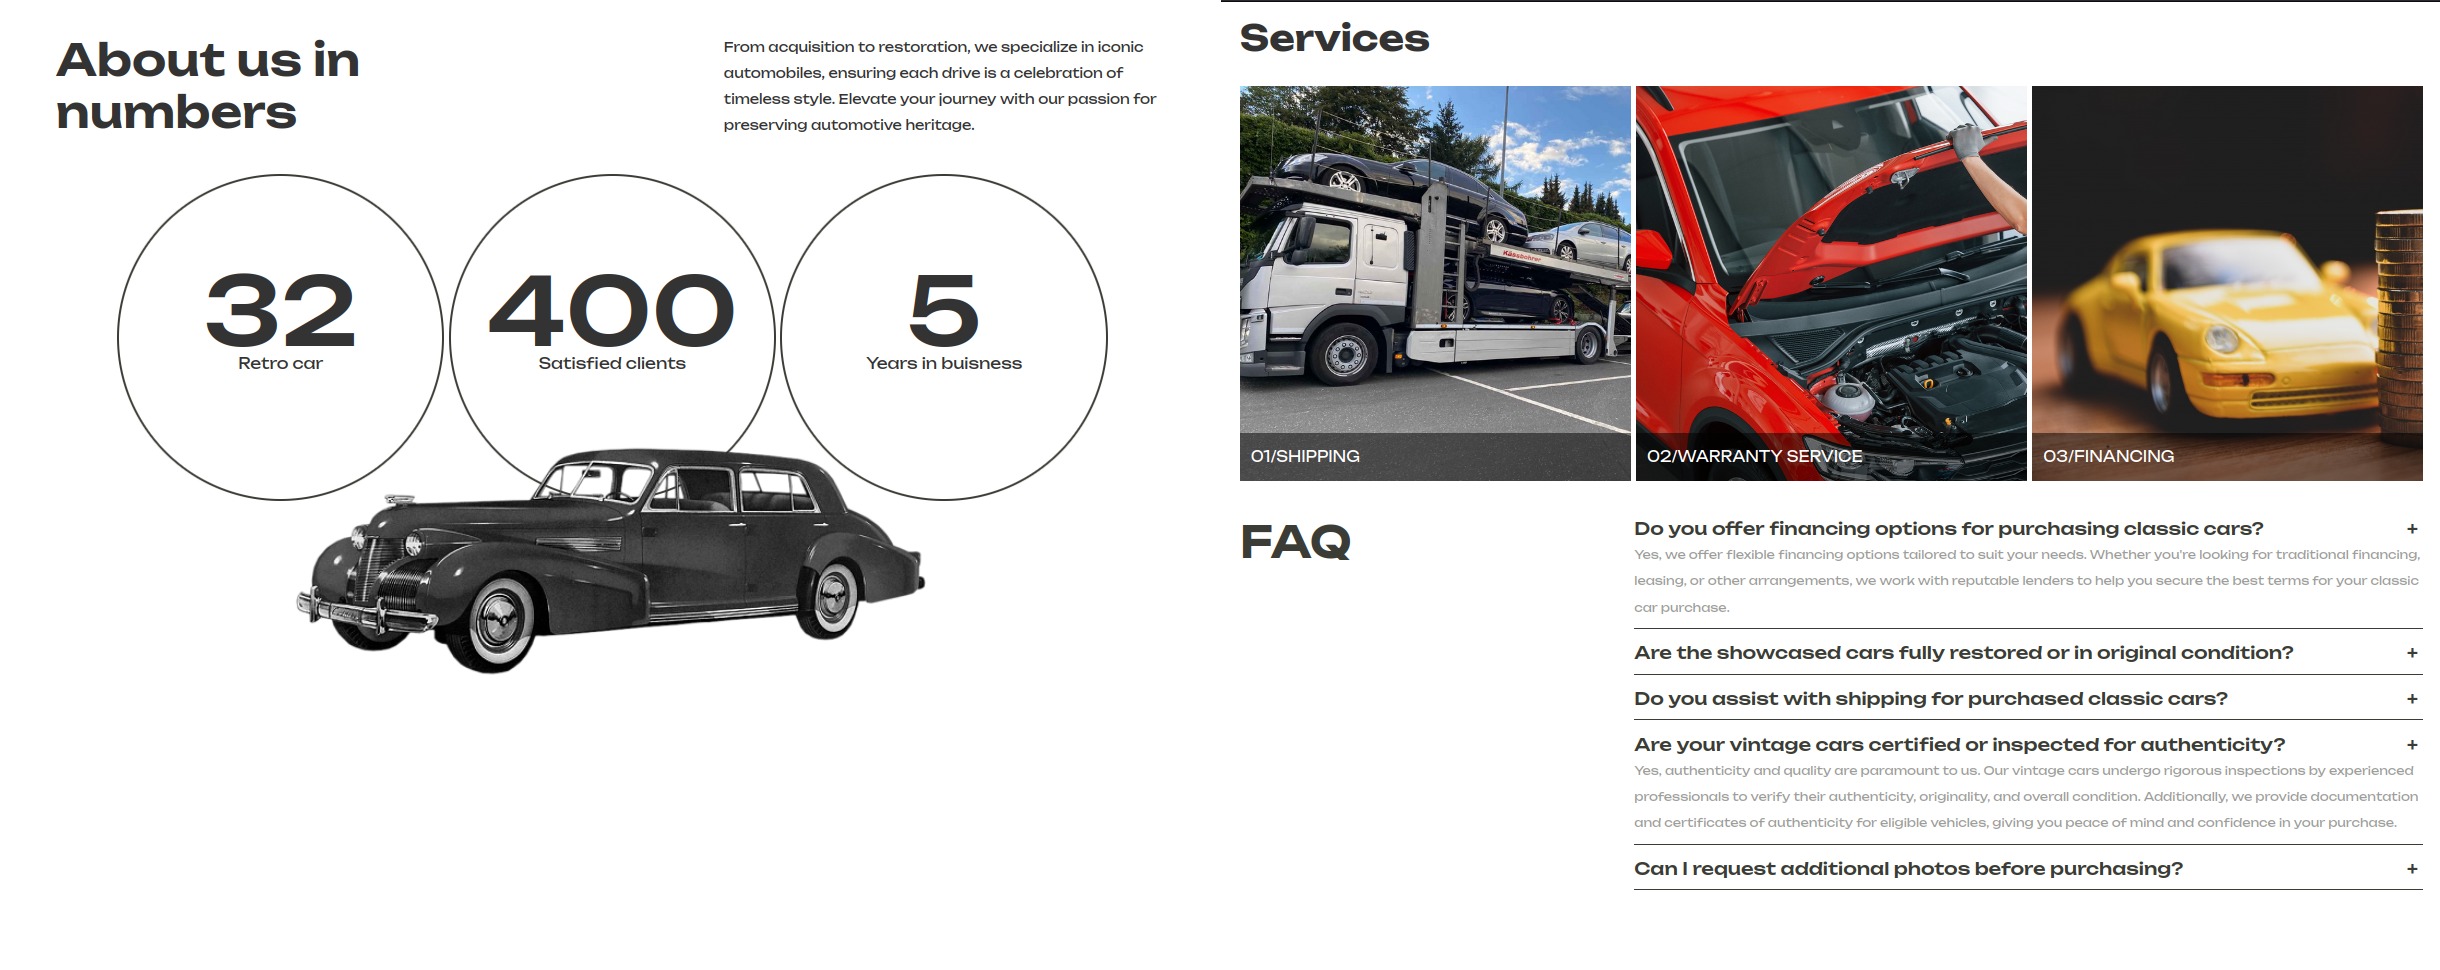 About us in
numbers
From acquisition to restoration, we specialize in iconic
automobiles, ensuring each drive is a celebration of
timeless style. Elevate your journey with our passion for
preserving automotive heritage.
32
Retro car
400
Satisfied clients
5
Years in buisness
Services
Kässbohrer
01/SHIPPING
02/WARRANTY SERVICE
03/FINANCING
FAQ
Do you offer financing options for purchasing classic cars? +
Yes, we offer flexible financing options tailored to suit your needs. Whether you're looking for traditional financing,
leasing, or other arrangements, we work with reputable lenders to help you secure the best terms for your classic
car purchase.
Are the showcased cars fully restored or in original condition? +
Do you assist with shipping for purchased classic cars? +
Are your vintage cars certified or inspected for authenticity? +
Yes, authenticity and quality are paramount to us. Our vintage cars undergo rigorous inspections by experienced
professionals to verify their authenticity, originality, and overall condition. Additionally, we provide documentation
and certificates of authenticity for eligible vehicles, giving you peace of mind and confidence in your purchase.
Can I request additional photos before purchasing? +